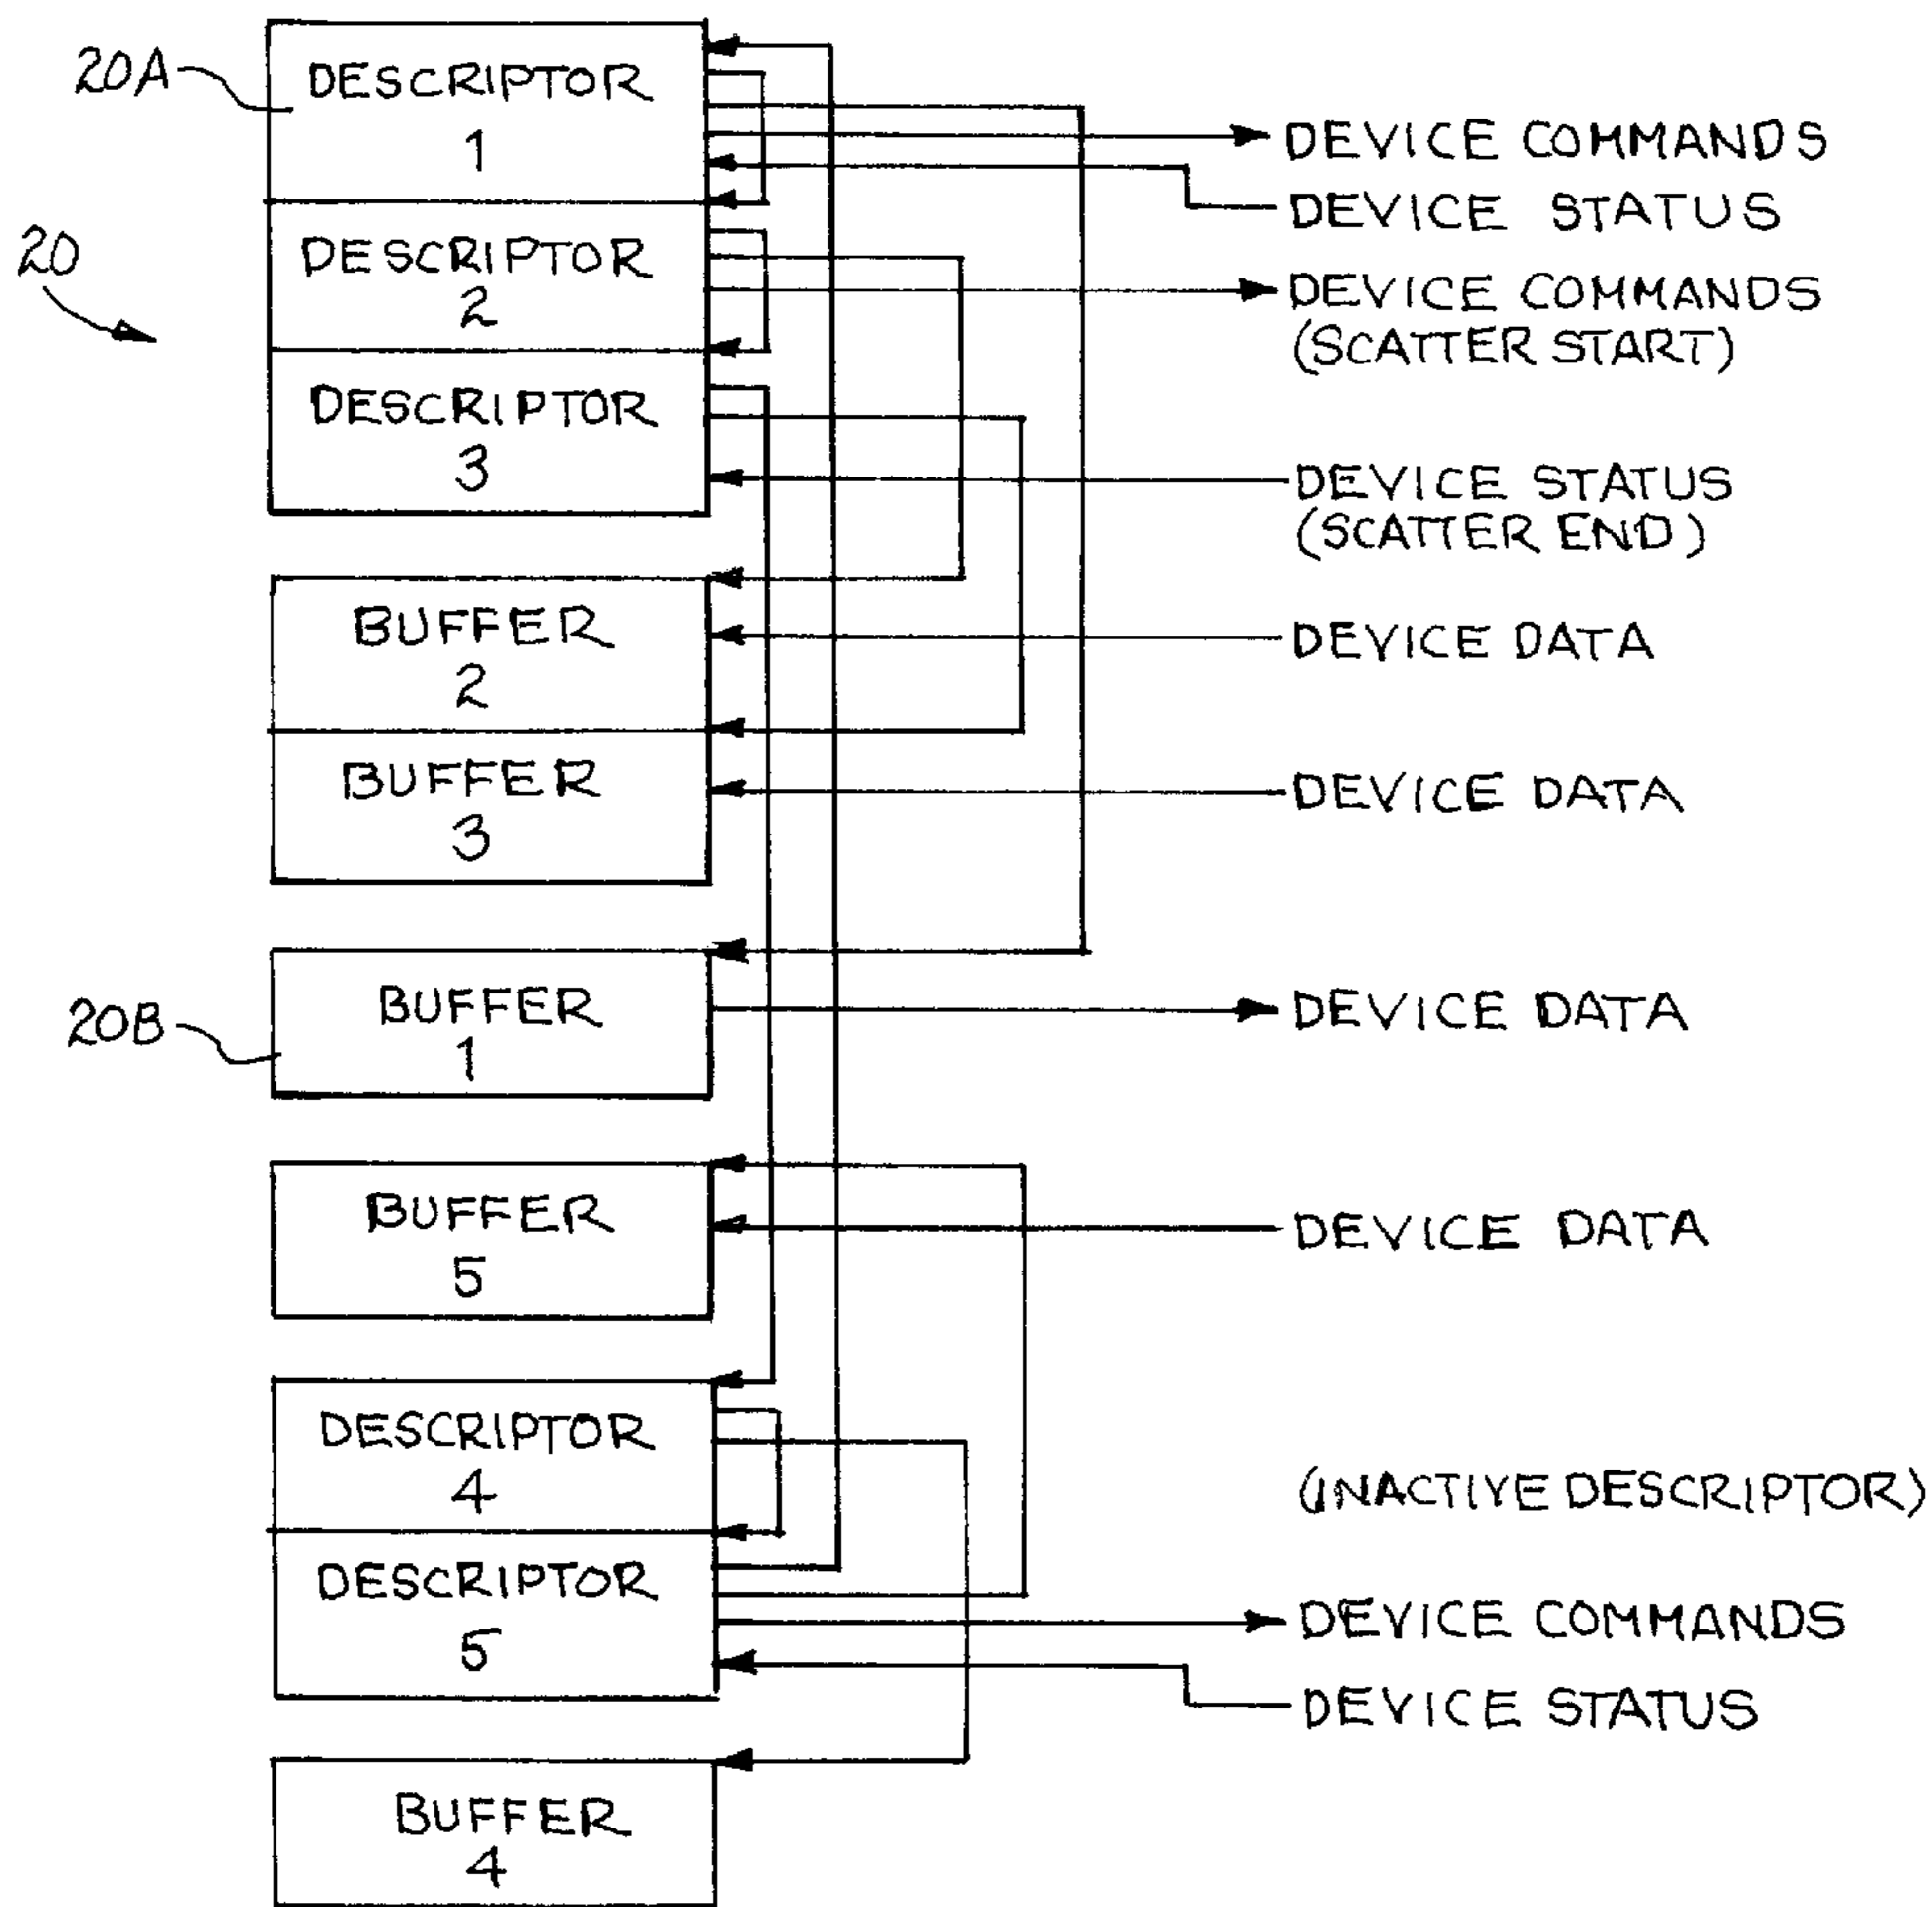 20A
DESCRIPTOR
1
DEVICE COMMANDS
DEVICE STATUS
20
DESCRIPTOR
2
DEVICE COMMANDS
(SCATTER START)
DESCRIPTOR
3
DEVICE STATUS
(SCATTER END)
BUFFER
2
DEVICE DATA
BUFFER
3
DEVICE DATA
20B
BUFFER
1
DEVICE DATA
BUFFER
5
DEVICE DATA
DESCRIPTOR
4
(INACTIVE DESCRIPTOR)
DESCRIPTOR
5
DEVICE COMMANDS
DEVICE STATUS
BUFFER
4